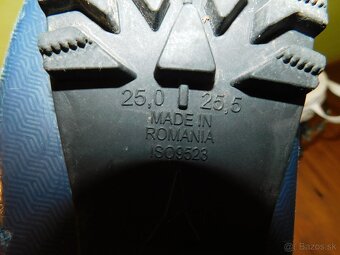 25,0 25,5
MADE IN
ROMANIA
ISO9523
Bazos.sk